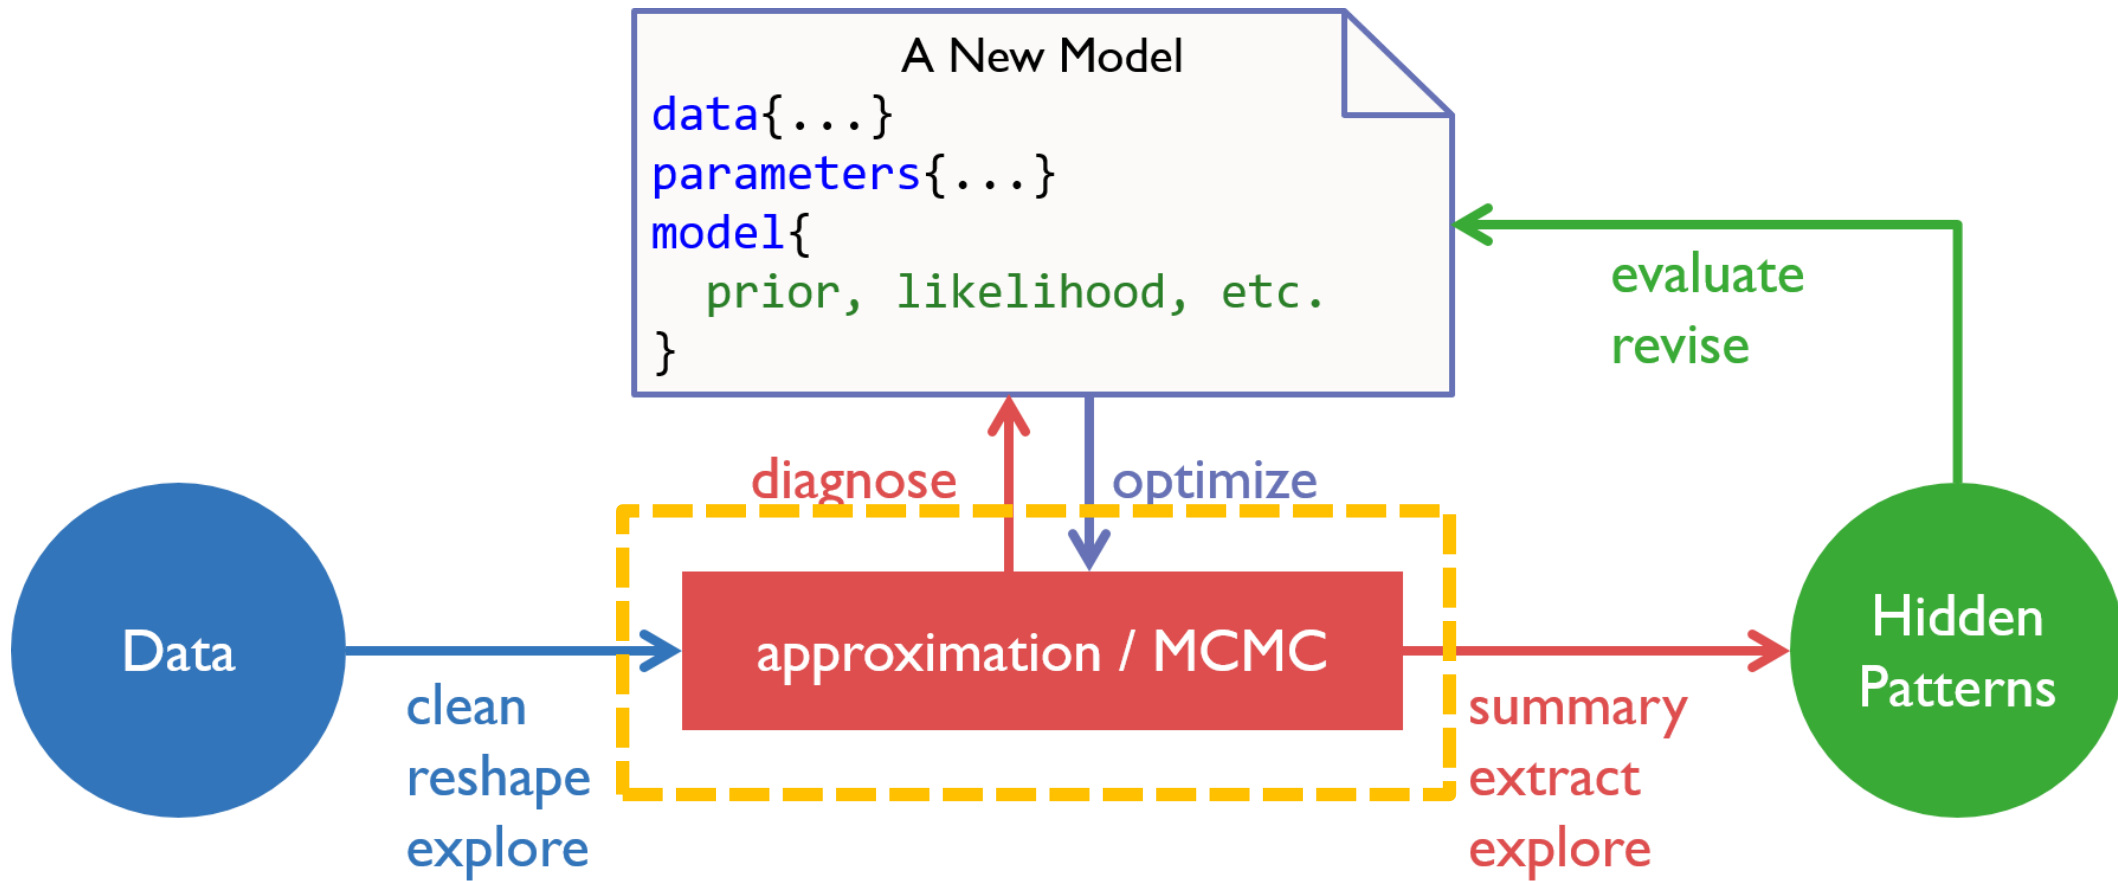 A New Model
data{...}
parameters{...}
model{
prior, likelihood, etc.
}
evaluate
revise
diagnose
optimize
Data
clean
reshape
explore
approximation / MCMC
summary
extract
explore
Hidden
Patterns